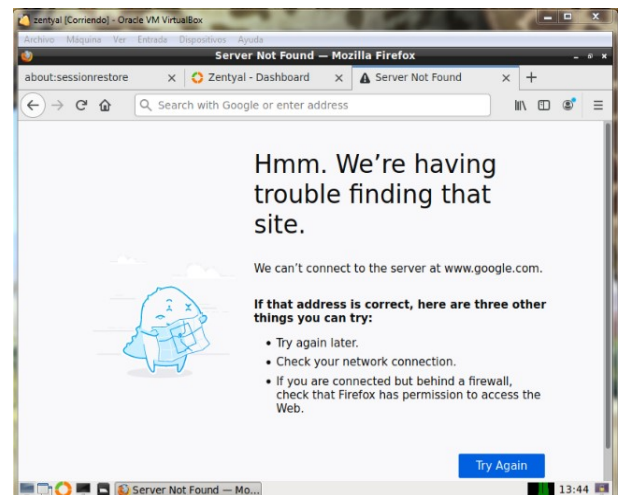 zentyal [Corriendo] - Oracle VM VirtualBox
Archivo Máquina Ver Entrada Dispositivos Ayuda
Server Not Found — Mozilla Firefox
about:sessionrestore Zentyal - Dashboard Server Not Found
Search with Google or enter address
Hmm. We’re having
trouble finding that
site.
We can’t connect to the server at www.google.com.
If that address is correct, here are three other
things you can try:
• Try again later.
• Check your network connection.
• If you are connected but behind a firewall,
check that Firefox has permission to access the
Web.
Try Again
Server Not Found — Mo... 13:44